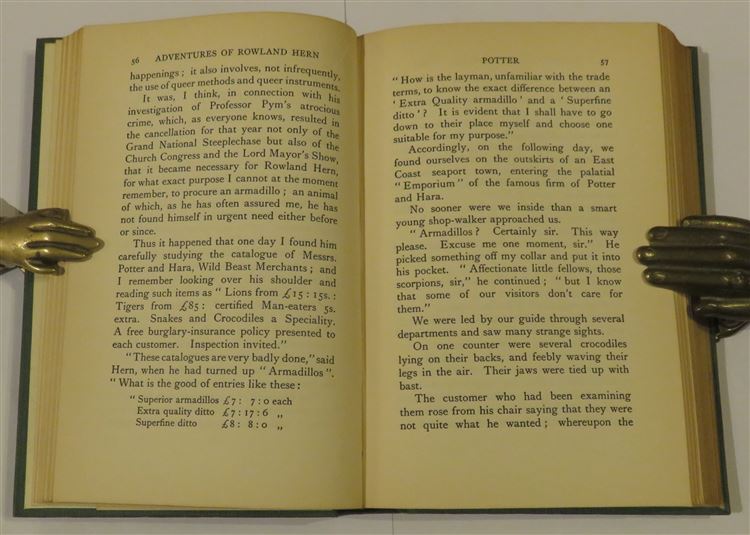 56 ADVENTURES OF ROWLAND HERN
happenings; it also involves, not infrequently,
the use of queer methods and queer instruments.
It was, I think, in connection with his
investigation of Professor Pym's atrocious
crime, which, as everyone knows, resulted in
the cancellation for that year not only of the
Grand National Steeplechase but also of the
Church Congress and the Lord Mayor's Show,
that it became necessary for Rowland Hern,
for what exact purpose I cannot at the moment
remember, to procure an armadillo; an animal
of which, as he has often assured me, he has
not found himself in urgent need either before
or since.
Thus it happened that one day I found him
carefully studying the catalogue of Messrs.
Potter and Hara, Wild Beast Merchants; and
I remember looking over his shoulder and
reading such items as "Lions from £15 : 15s. :
Tigers from £85 : certified Man-eaters 5s.
extra. Snakes and Crocodiles a Speciality.
A free burglary-insurance policy presented to
each customer. Inspection invited."
"These catalogues are very badly done," said
Hern, when he had turned up "Armadillos".
"What is the good of entries like these :
"Superior armadillos £7 : 7 : 0 each
Extra quality ditto £7 : 17 : 6 „
Superfine ditto £8 : 8 : 0 „
POTTER 57
"How is the layman, unfamiliar with the trade
terms, to know the exact difference between an
'Extra Quality armadillo' and a 'Superfine
ditto'? It is evident that I shall have to go
down to their place myself and choose one
suitable for my purpose."
Accordingly, on the following day, we
found ourselves on the outskirts of an East
Coast seaport town, entering the palatial
"Emporium" of the famous firm of Potter
and Hara.
No sooner were we inside than a smart
young shop-walker approached us.
"Armadillos? Certainly sir. This way
please. Excuse me one moment, sir." He
picked something off my collar and put it into
his pocket. "Affectionate little fellows, those
scorpions, sir," he continued; "but I know
that some of our visitors don't care for
them."
We were led by our guide through several
departments and saw many strange sights.
On one counter were several crocodiles
lying on their backs, and feebly waving their
legs in the air. Their jaws were tied up with
bast.
The customer who had been examining
them rose from his chair saying that they were
not quite what he wanted; whereupon the